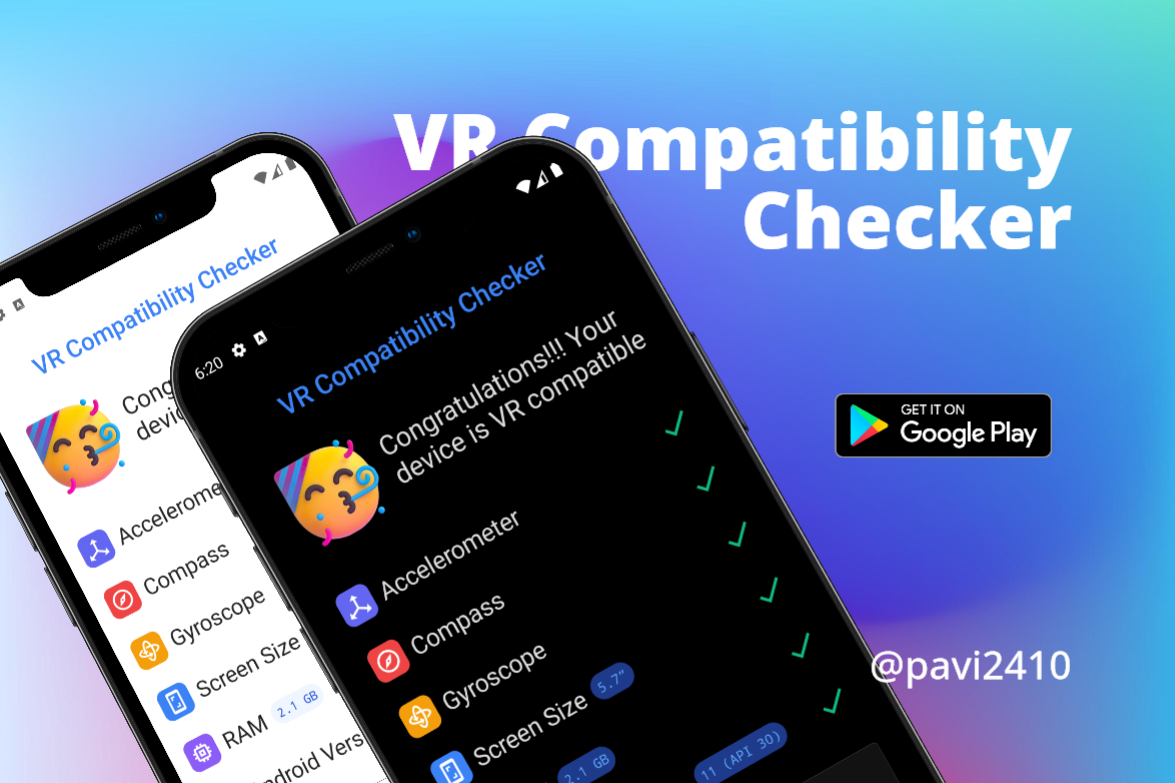 VR Compatibility
Checker
GET IT ON
Google Play
@pavi2410
VR Compatibility Checker
Accelerome
Compass
Gyroscope
Screen Size
RAM 2.1 GB
6:20
VR Compatibility Checker
Congratulations!!! Your
device is VR compatible
Accelerometer
Compass
Gyroscope
Screen Size 5.7"
2.1 GB
11 (API 30)